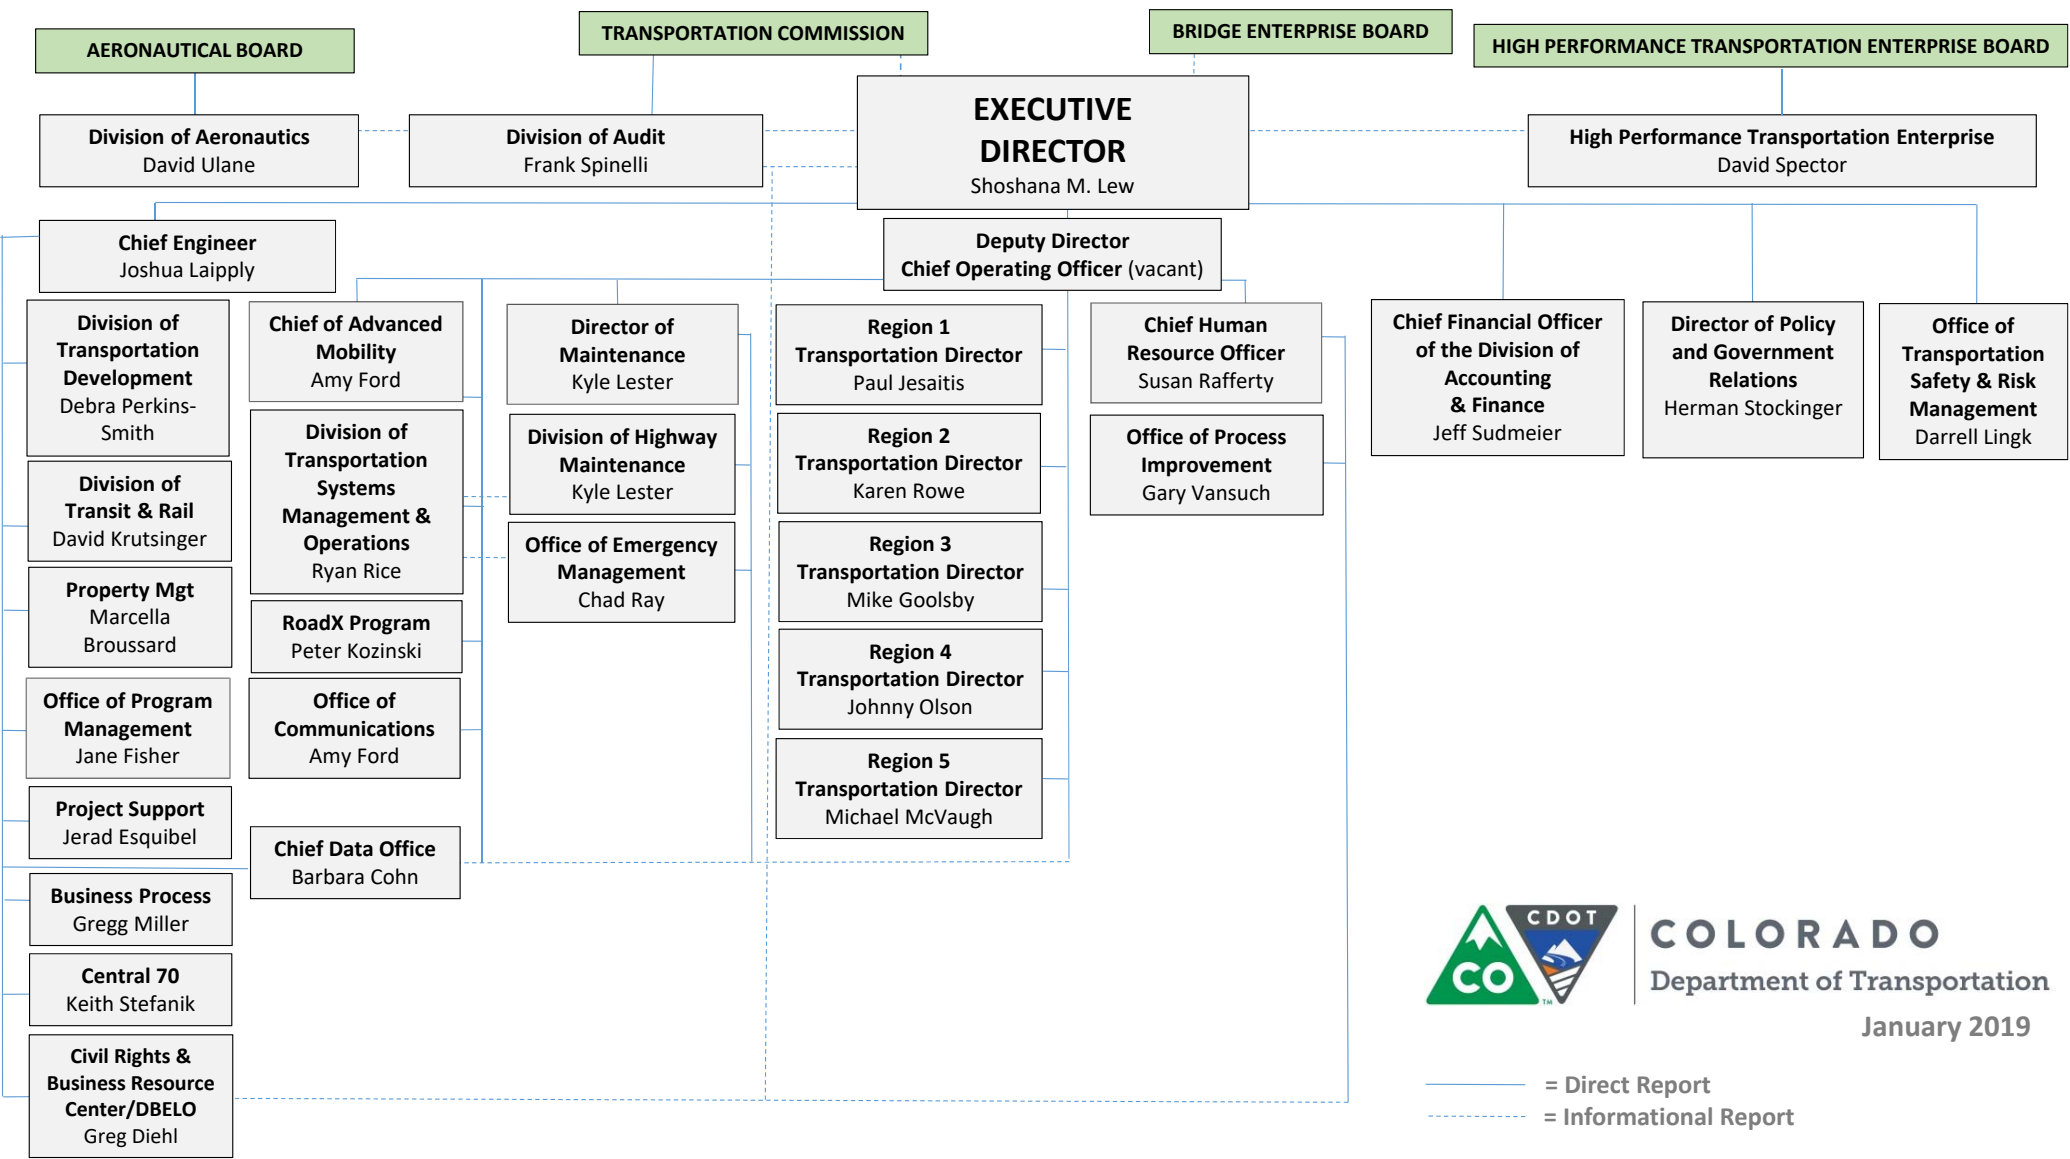 AERONAUTICAL BOARD
TRANSPORTATION COMMISSION
BRIDGE ENTERPRISE BOARD
HIGH PERFORMANCE TRANSPORTATION ENTERPRISE BOARD
Division of Aeronautics
David Ulane
Division of Audit
Frank Spinelli
EXECUTIVE
DIRECTOR
Shoshana M. Lew
High Performance Transportation Enterprise
David Spector
Chief Engineer
Joshua Laipply
Deputy Director
Chief Operating Officer (vacant)
Division of
Transportation
Development
Debra Perkins-
Smith
Division of
Transit & Rail
David Krutsinger
Property Mgt
Marcella
Broussard
Office of Program
Management
Jane Fisher
Project Support
Jerad Esquibel
Business Process
Gregg Miller
Central 70
Keith Stefanik
Civil Rights &
Business Resource
Center/DBELO
Greg Diehl
Chief of Advanced
Mobility
Amy Ford
Division of
Transportation
Systems
Management &
Operations
Ryan Rice
RoadX Program
Peter Kozinski
Office of
Communications
Amy Ford
Chief Data Office
Barbara Cohn
Director of
Maintenance
Kyle Lester
Division of Highway
Maintenance
Kyle Lester
Office of Emergency
Management
Chad Ray
Region 1
Transportation Director
Paul Jesaitis
Region 2
Transportation Director
Karen Rowe
Region 3
Transportation Director
Mike Goolsby
Region 4
Transportation Director
Johnny Olson
Region 5
Transportation Director
Michael McVaugh
Chief Human
Resource Officer
Susan Rafferty
Office of Process
Improvement
Gary Vansuch
Chief Financial Officer
of the Division of
Accounting
& Finance
Jeff Sudmeier
Director of Policy
and Government
Relations
Herman Stockinger
Office of
Transportation
Safety & Risk
Management
Darrell Lingk
CO
CDOT
TM
COLORADO
Department of Transportation
January 2019
= Direct Report
= Informational Report